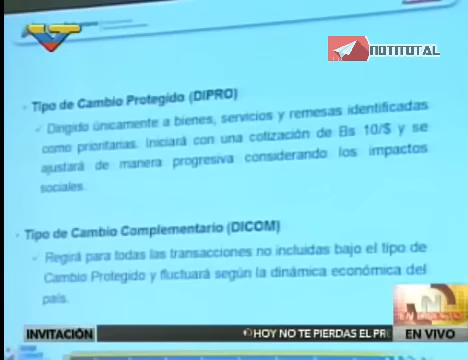 NOTITOTAL
Tipo de Cambio Protegido (DIPRO)
✓ Dirigido únicamente a bienes, servicios y remesas identificadas
como prioritarias. Iniciará con una cotización de Bs 10/$ y se
ajustará de manera progresiva considerando los impactos
sociales.
Tipo de Cambio Complementario (DICOM)
✓ Regirá para todas las transacciones no incluidas bajo el tipo de
Cambio Protegido y fluctuará según la dinámica económica del
país.
EN DIRECTO
INVITACIÓN
HOY NO TE PIERDAS EL PR
EN VIVO